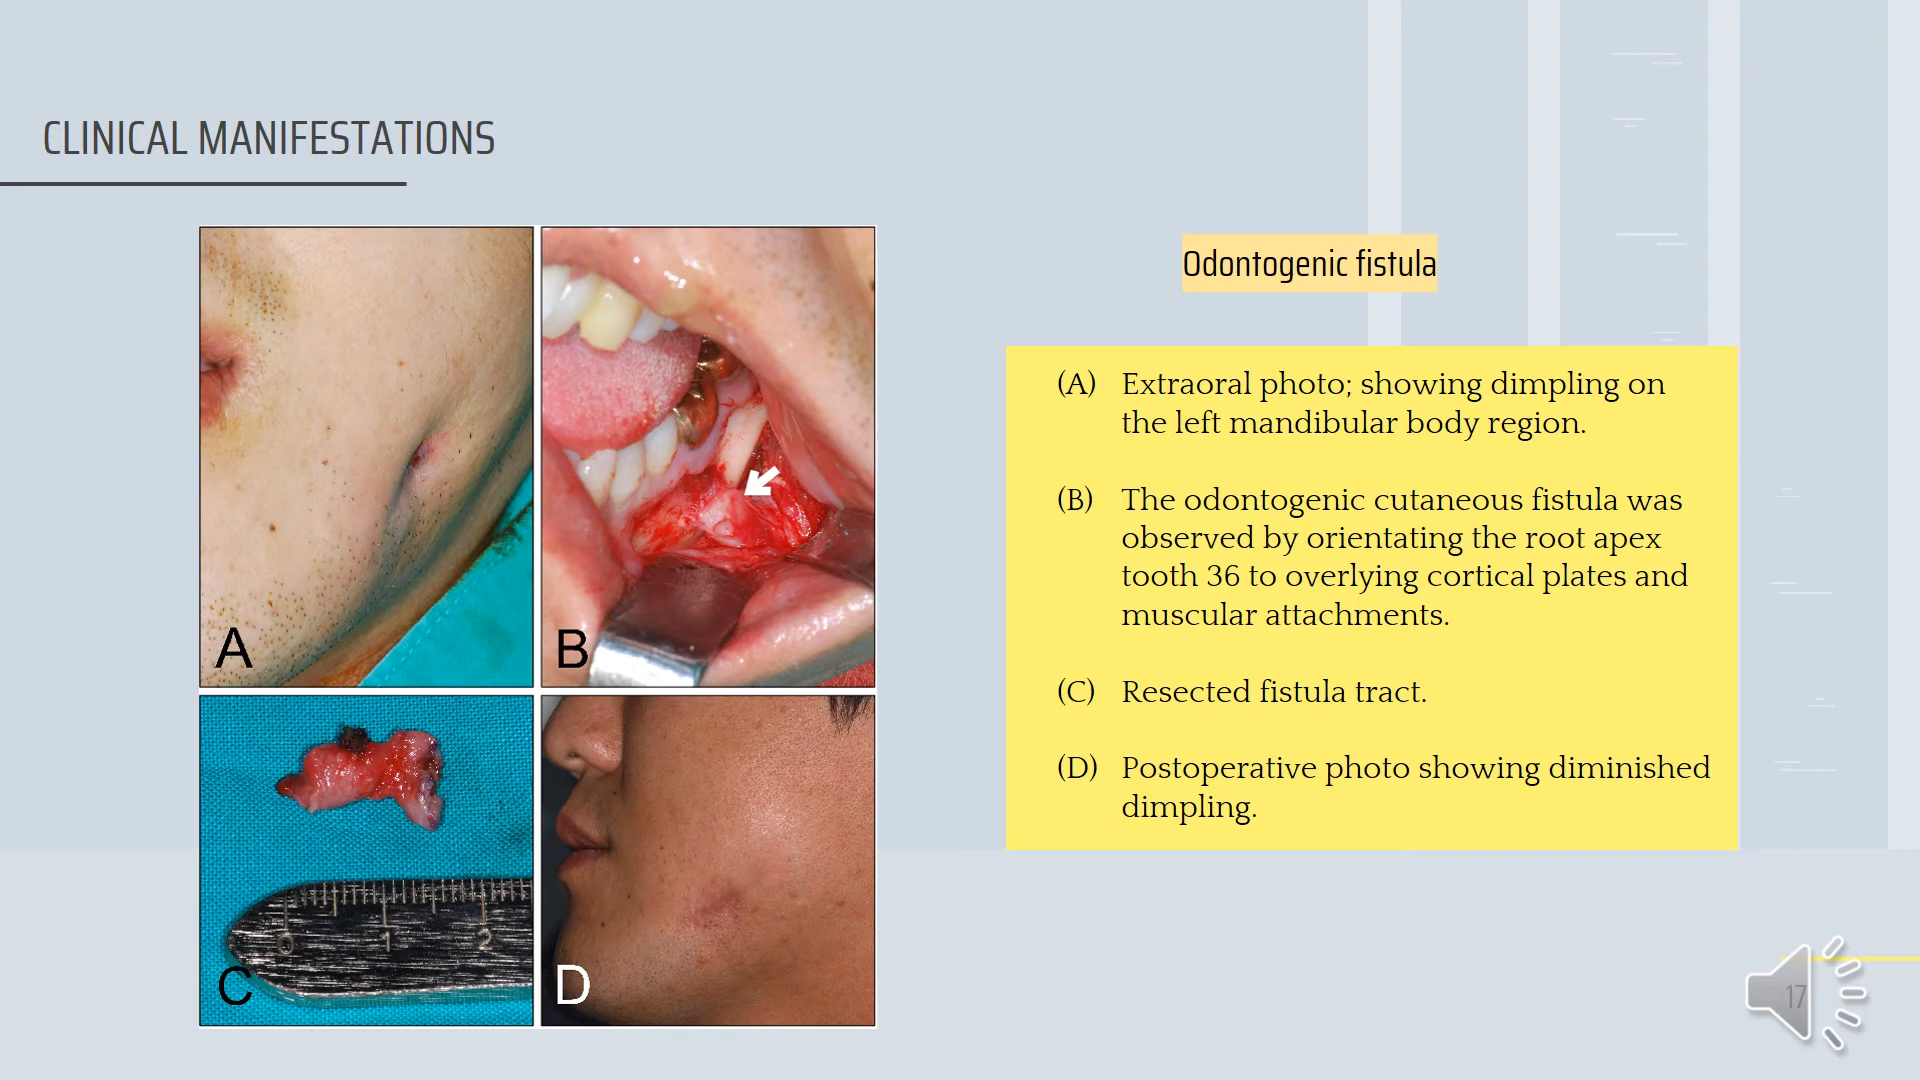 CLINICAL MANIFESTATIONS
Odontogenic fistula
(A) Extraoral photo; showing dimpling on
the left mandibular body region.
(B) The odontogenic cutaneous fistula was
observed by orientating the root apex
tooth 36 to overlying cortical plates and
muscular attachments.
(C) Resected fistula tract.
(D) Postoperative photo showing diminished
dimpling.
A
B
C
0 1 2
D
17